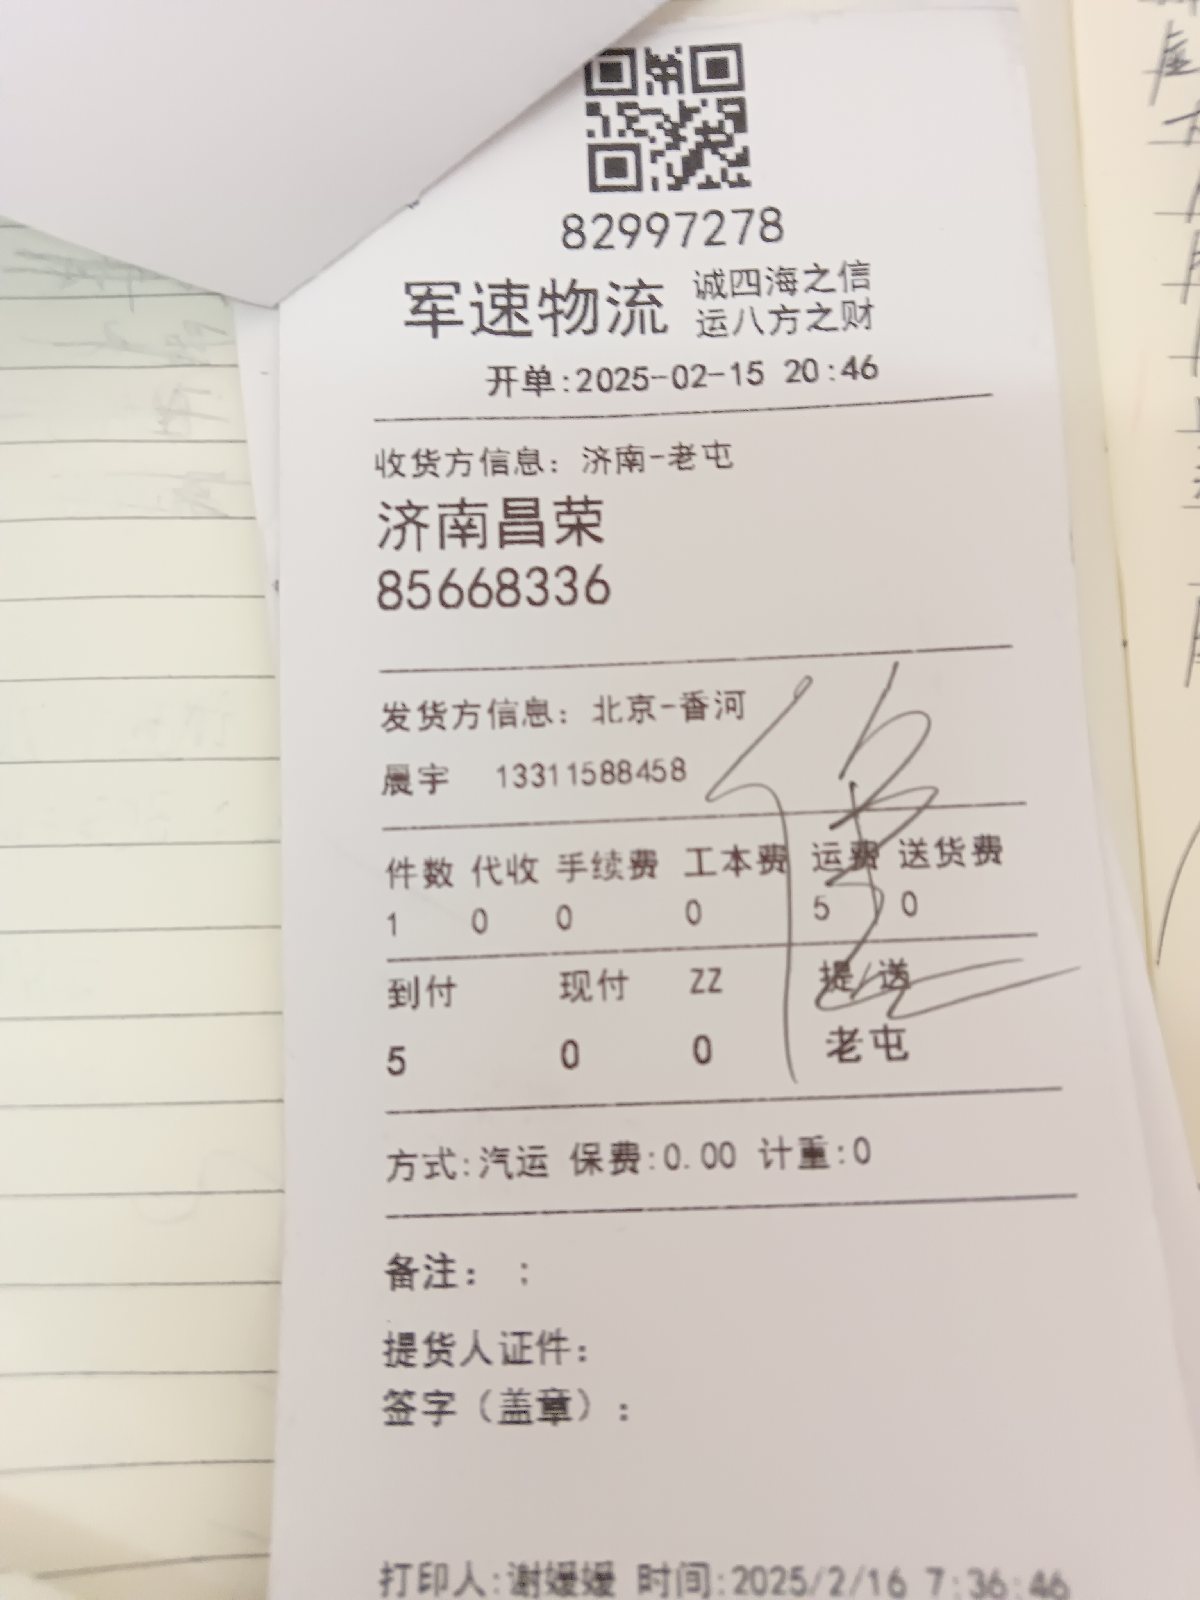 82997278
军速物流 诚四海之信
运八方之财
开单:2025-02-15 20:46
收货方信息: 济南-老屯
济南昌荣
85668336
发货方信息: 北京-香河
晨宇 13311588458
件数 代收 手续费 工本费 运费 送货费
1 0 0 0 5 0
到付 现付 ZZ 提/送
5 0 0 老屯
方式:汽运 保费:0.00 计重:0
备注: ;
提货人证件:
签字（盖章）:
打印人:谢媛媛 时间:2025/2/16 7:36:46